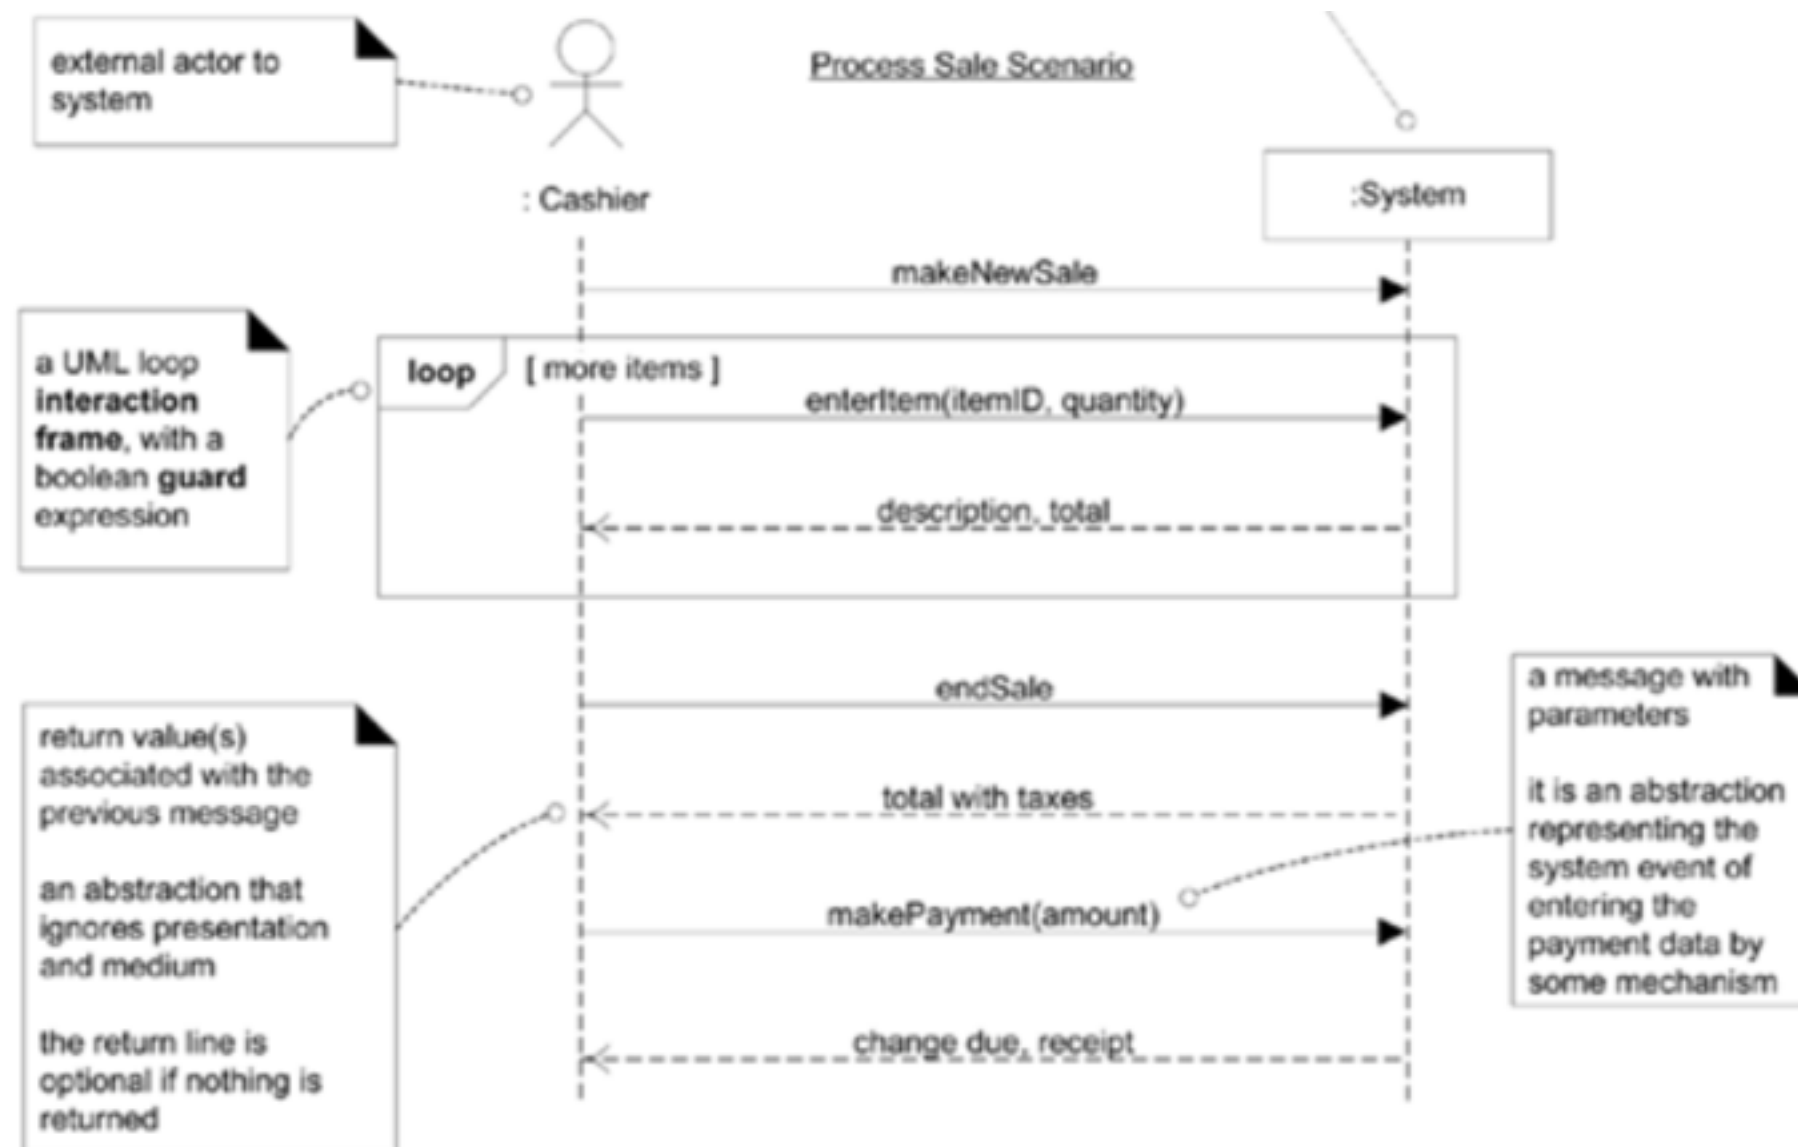 external actor to
system
Process Sale Scenario
: Cashier
:System
makeNewSale
a UML loop
interaction
frame, with a
boolean guard
expression
loop
[ more items ]
enterItem(itemID, quantity)
description, total
endSale
return value(s)
associated with the
previous message
an abstraction that
ignores presentation
and medium
the return line is
optional if nothing is
returned
total with taxes
a message with
parameters
it is an abstraction
representing the
system event of
entering the
payment data by
some mechanism
makePayment(amount)
change due, receipt